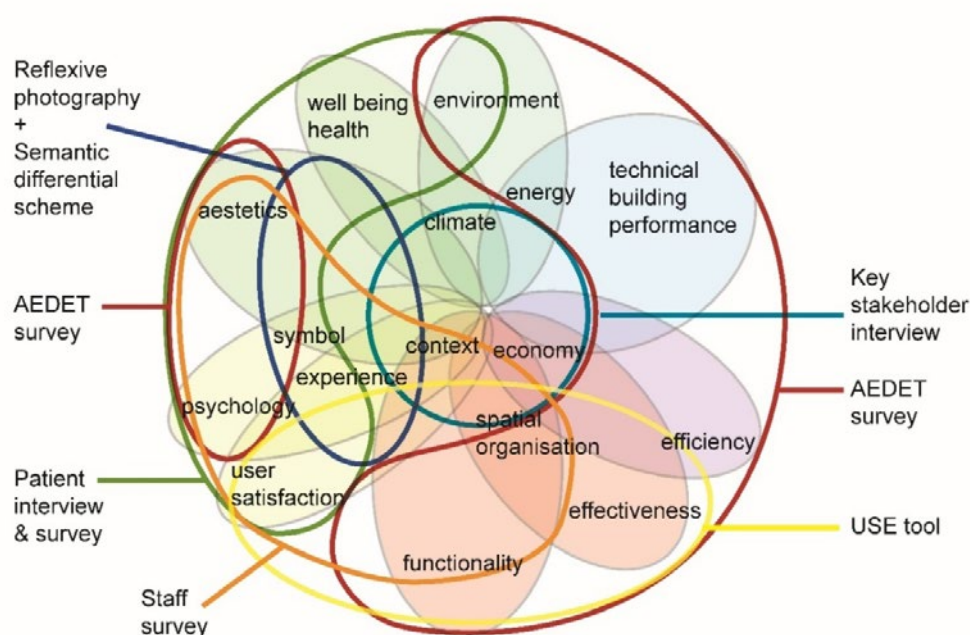 Reflexive
photography
+
Semantic
differential
scheme
AEDET
survey
Patient
interview
& survey
Staff
survey
well being
health
environment
energy
technical
building
performance
aestetics
climate
symbol
context
economy
experience
psychology
spatial
organisation
efficiency
user
satisfaction
effectiveness
functionality
Key
stakeholder
interview
AEDET
survey
USE tool